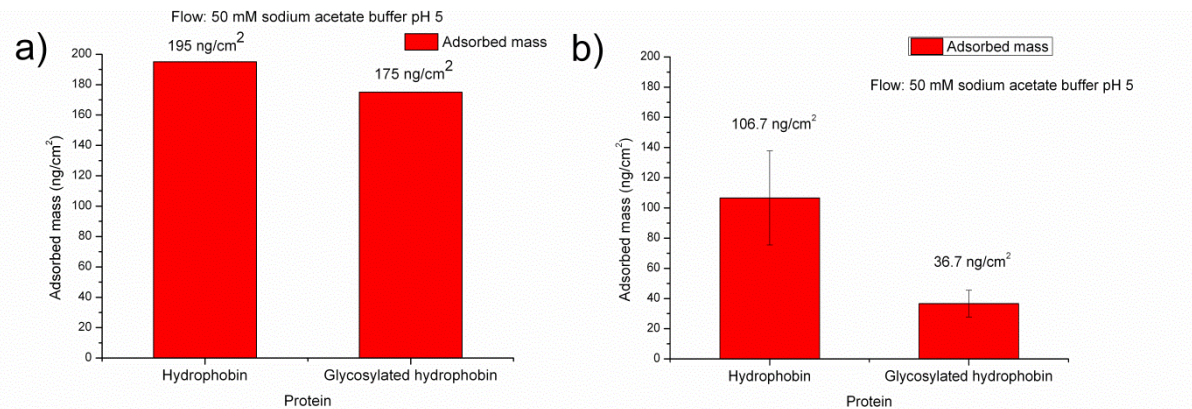 a)
Flow: 50 mM sodium acetate buffer pH 5
Adsorbed mass
195 ng/cm²
175 ng/cm²
Adsorbed mass (ng/cm²)
200
180
160
140
120
100
80
60
40
20
0
Hydrophobin
Glycosylated hydrophobin
Protein
b)
Adsorbed mass
Flow: 50 mM sodium acetate buffer pH 5
106.7 ng/cm²
36.7 ng/cm²
Adsorbed mass (ng/cm²)
200
180
160
140
120
100
80
60
40
20
0
Hydrophobin
Glycosylated hydrophobin
Protein